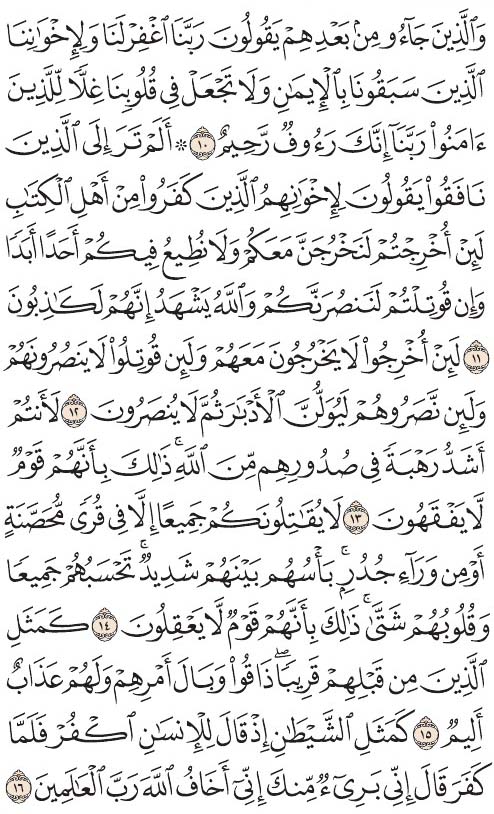 وَٱلَّذِينَ جَآءُو مِنۢ بَعۡدِهِمۡ يَقُولُونَ رَبَّنَا ٱغۡفِرۡ لَنَا وَلِإِخۡوَٰنِنَا
ٱلَّذِينَ سَبَقُونَا بِٱلۡإِيمَٰنِ وَلَا تَجۡعَلۡ فِي قُلُوبِنَا غِلّٗا لِّلَّذِينَ
ءَامَنُواْ رَبَّنَآ إِنَّكَ رَءُوفٞ رَّحِيمٌ ١٠ ۞ أَلَمۡ تَرَ إِلَى ٱلَّذِينَ
نَافَقُواْ يَقُولُونَ لِإِخۡوَٰنِهِمُ ٱلَّذِينَ كَفَرُواْ مِنۡ أَهۡلِ ٱلۡكِتَٰبِ
لَئِنۡ أُخۡرِجۡتُمۡ لَنَخۡرُجَنَّ مَعَكُمۡ وَلَا نُطِيعُ فِيكُمۡ أَحَدًا أَبَدٗا
وَإِن قُوتِلۡتُمۡ لَنَنصُرَنَّكُمۡ وَٱللَّهُ يَشۡهَدُ إِنَّهُمۡ لَكَٰذِبُونَ
١١ لَئِنۡ أُخۡرِجُواْ لَا يَخۡرُجُونَ مَعَهُمۡ وَلَئِن قُوتِلُواْ لَا يَنصُرُونَهُمۡ
وَلَئِن نَّصَرُوهُمۡ لَيُوَلُّنَّ ٱلۡأَدۡبَٰرَ ثُمَّ لَا يُنصَرُونَ ١٢ لَأَنتُمۡ
أَشَدُّ رَهۡبَةٗ فِي صُدُورِهِم مِّنَ ٱللَّهِۚ ذَٰلِكَ بِأَنَّهُمۡ قَوۡمٞ
لَّا يَفۡقَهُونَ ١٣ لَا يُقَٰتِلُونَكُمۡ جَمِيعًا إِلَّا فِي قُرٗى مُّحَصَّنَةٍ
أَوۡ مِن وَرَآءِ جُدُرِۭۚ بَأۡسُهُم بَيۡنَهُمۡ شَدِيدٞۚ تَحۡسَبُهُمۡ جَمِيعٗا
وَقُلُوبُهُمۡ شَتَّىٰۚ ذَٰلِكَ بِأَنَّهُمۡ قَوۡمٞ لَّا يَعۡقِلُونَ ١٤ كَمَثَلِ
ٱلَّذِينَ مِن قَبۡلِهِمۡ قَرِيبٗاۖ ذَاقُواْ وَبَالَ أَمۡرِهِمۡ وَلَهُمۡ عَذَابٌ
أَلِيمٞ ١٥ كَمَثَلِ ٱلشَّيۡطَٰنِ إِذۡ قَالَ لِلۡإِنسَٰنِ ٱكۡفُرۡ فَلَمَّا
كَفَرَ قَالَ إِنِّي بَرِيٓءٞ مِّنكَ إِنِّيٓ أَخَافُ ٱللَّهَ رَبَّ ٱلۡعَٰلَمِينَ ١٦